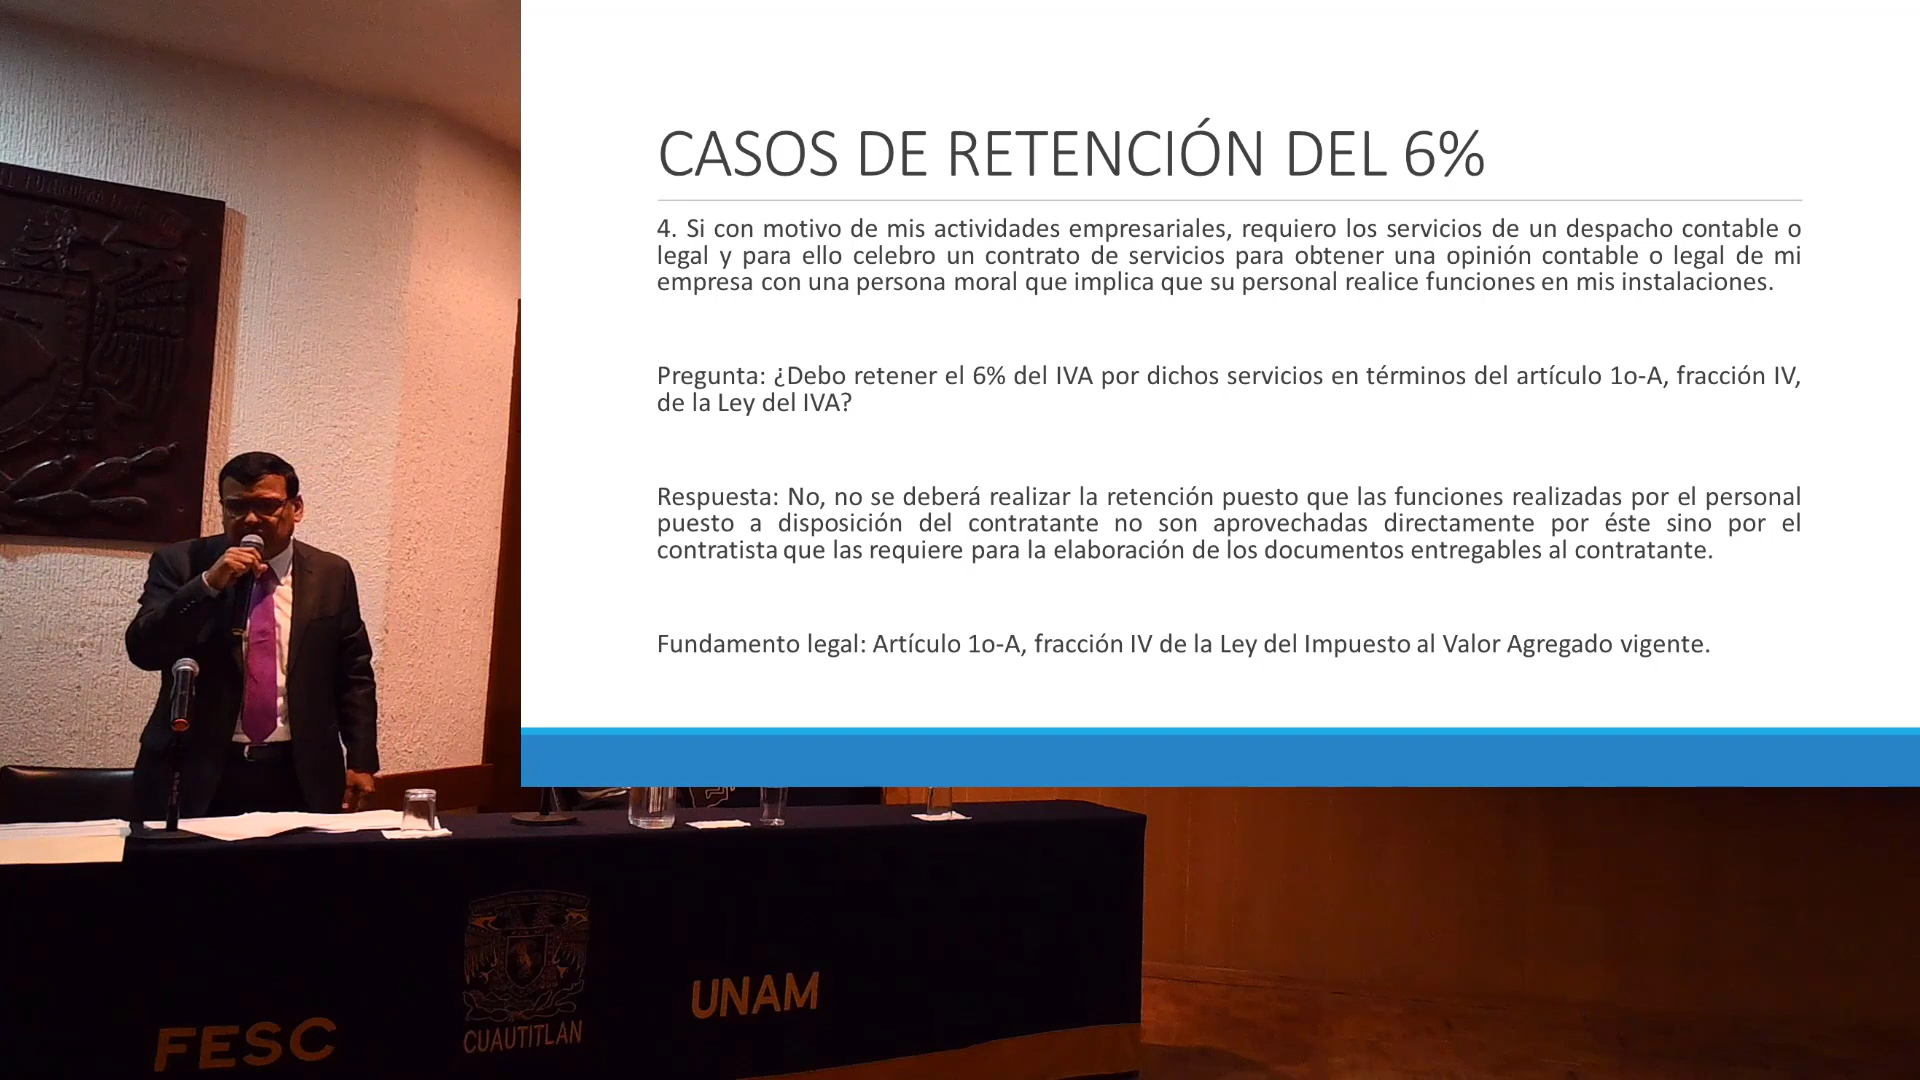 CASOS DE RETENCIÓN DEL 6%
4. Si con motivo de mis actividades empresariales, requiero los servicios de un despacho contable o
legal y para ello celebro un contrato de servicios para obtener una opinión contable o legal de mi
empresa con una persona moral que implica que su personal realice funciones en mis instalaciones.
Pregunta: ¿Debo retener el 6% del IVA por dichos servicios en términos del artículo 1o-A, fracción IV,
de la Ley del IVA?
Respuesta: No, no se deberá realizar la retención puesto que las funciones realizadas por el personal
puesto a disposición del contratante no son aprovechadas directamente por éste sino por el
contratista que las requiere para la elaboración de los documentos entregables al contratante.
Fundamento legal: Artículo 1o-A, fracción IV de la Ley del Impuesto al Valor Agregado vigente.
FESC
CUAUTITLAN
UNAM